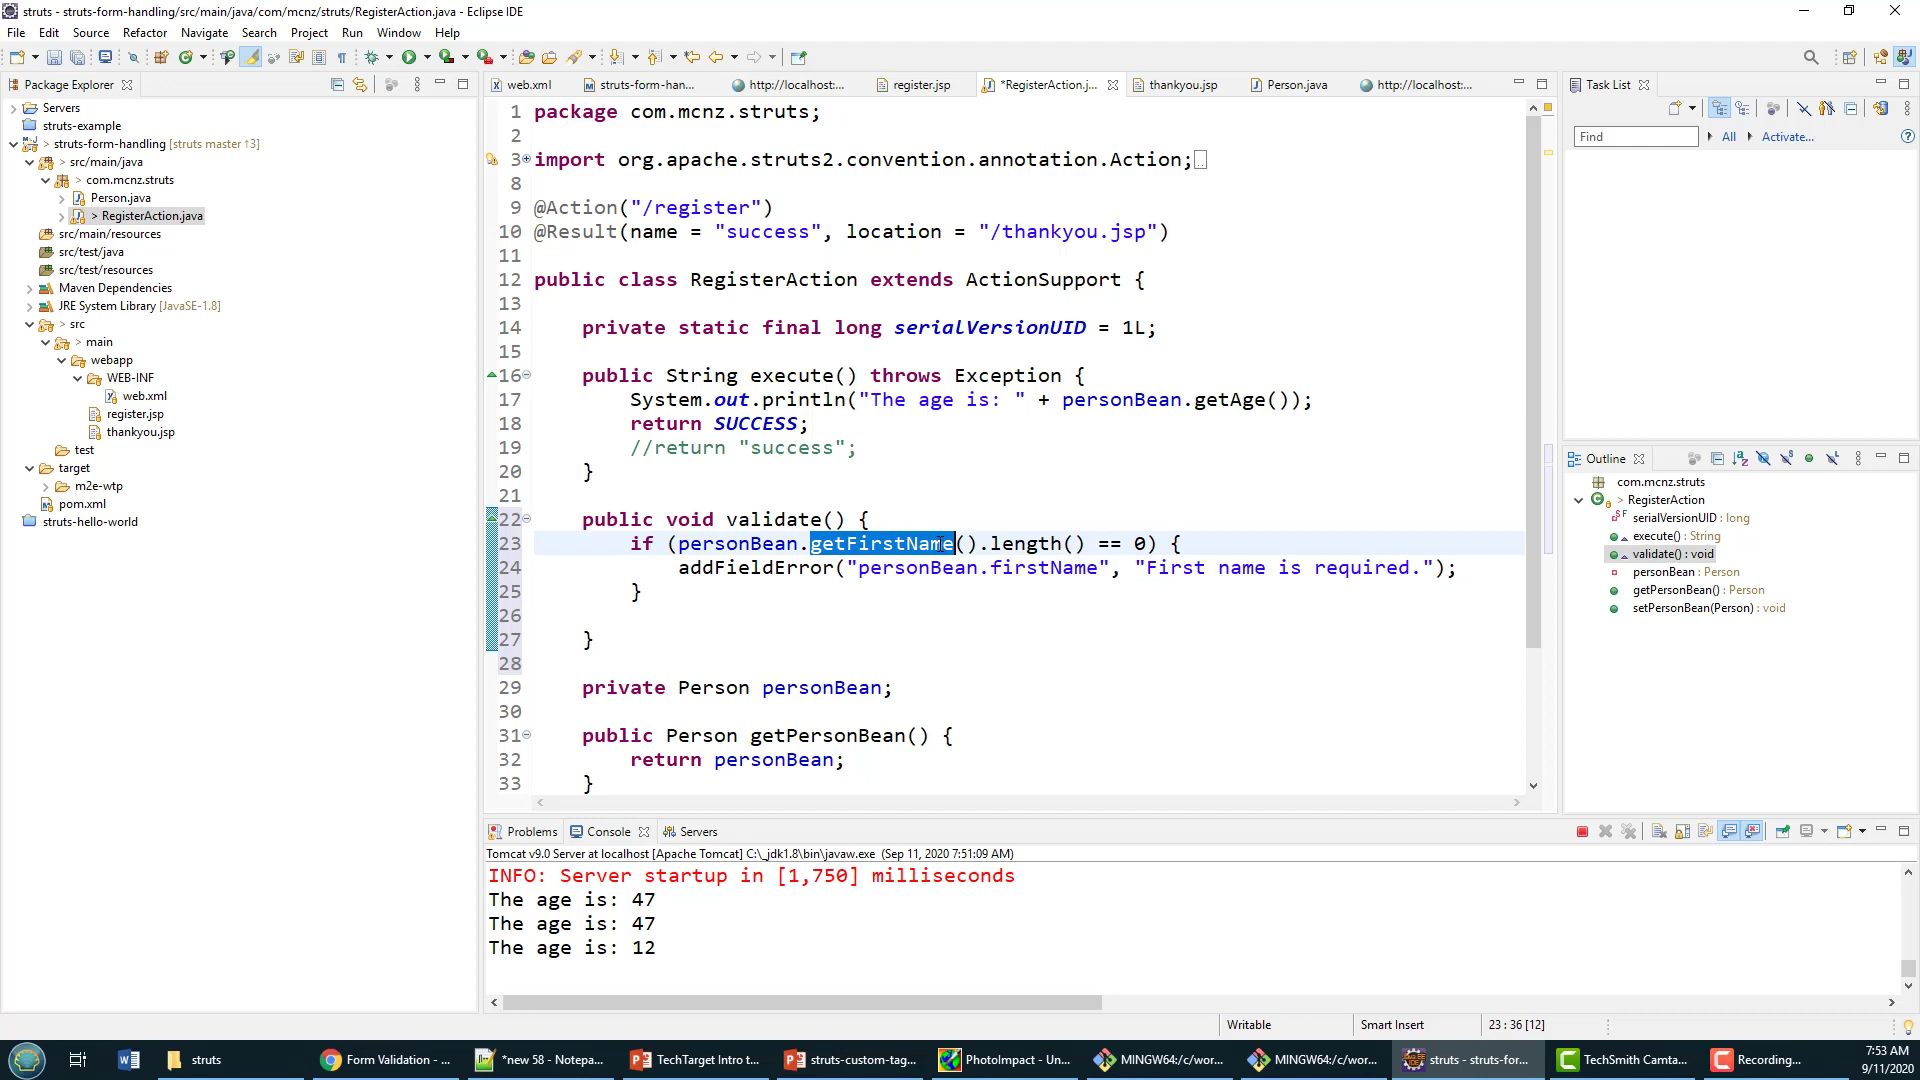 struts - struts-form-handling/src/main/java/com/mcnz/struts/RegisterAction.java - Eclipse IDE
File Edit Source Refactor Navigate Search Project Run Window Help
Package Explorer
Servers
struts-example
> struts-form-handling [struts master ↑3]
> src/main/java
> com.mcnz.struts
Person.java
> RegisterAction.java
src/main/resources
src/test/java
src/test/resources
Maven Dependencies
JRE System Library [JavaSE-1.8]
> src
> main
webapp
WEB-INF
web.xml
register.jsp
thankyou.jsp
test
target
m2e-wtp
pom.xml
struts-hello-world
web.xml struts-form-han... http://localhost:... register.jsp *RegisterAction.j... thankyou.jsp Person.java http://localhost:...
1 package com.mcnz.struts;
2
3 import org.apache.struts2.convention.annotation.Action;
8
9 @Action("/register")
10 @Result(name = "success", location = "/thankyou.jsp")
11
12 public class RegisterAction extends ActionSupport {
13
14 private static final long serialVersionUID = 1L;
15
16 public String execute() throws Exception {
17 System.out.println("The age is: " + personBean.getAge());
18 return SUCCESS;
19 //return "success";
20 }
21
22 public void validate() {
23 if (personBean.getFirstName().length() == 0) {
24 addFieldError("personBean.firstName", "First name is required.");
25 }
26
27 }
28
29 private Person personBean;
30
31 public Person getPersonBean() {
32 return personBean;
33 }
Task List
Find All Activate...
Outline
com.mcnz.struts
> RegisterAction
serialVersionUID : long
execute() : String
validate() : void
personBean : Person
getPersonBean() : Person
setPersonBean(Person) : void
Problems Console Servers
Tomcat v9.0 Server at localhost [Apache Tomcat] C:\_jdk1.8\bin\javaw.exe (Sep 11, 2020 7:51:09 AM)
INFO: Server startup in [1,750] milliseconds
The age is: 47
The age is: 47
The age is: 12
Writable Smart Insert 23 : 36 [12]
struts Form Validation - ... *new 58 - Notepa... TechTarget Intro t... struts-custom-tag... PhotoImpact - Un... MINGW64:/c/wor... MINGW64:/c/wor... struts - struts-for... TechSmith Camta... Recording...
7:53 AM
9/11/2020